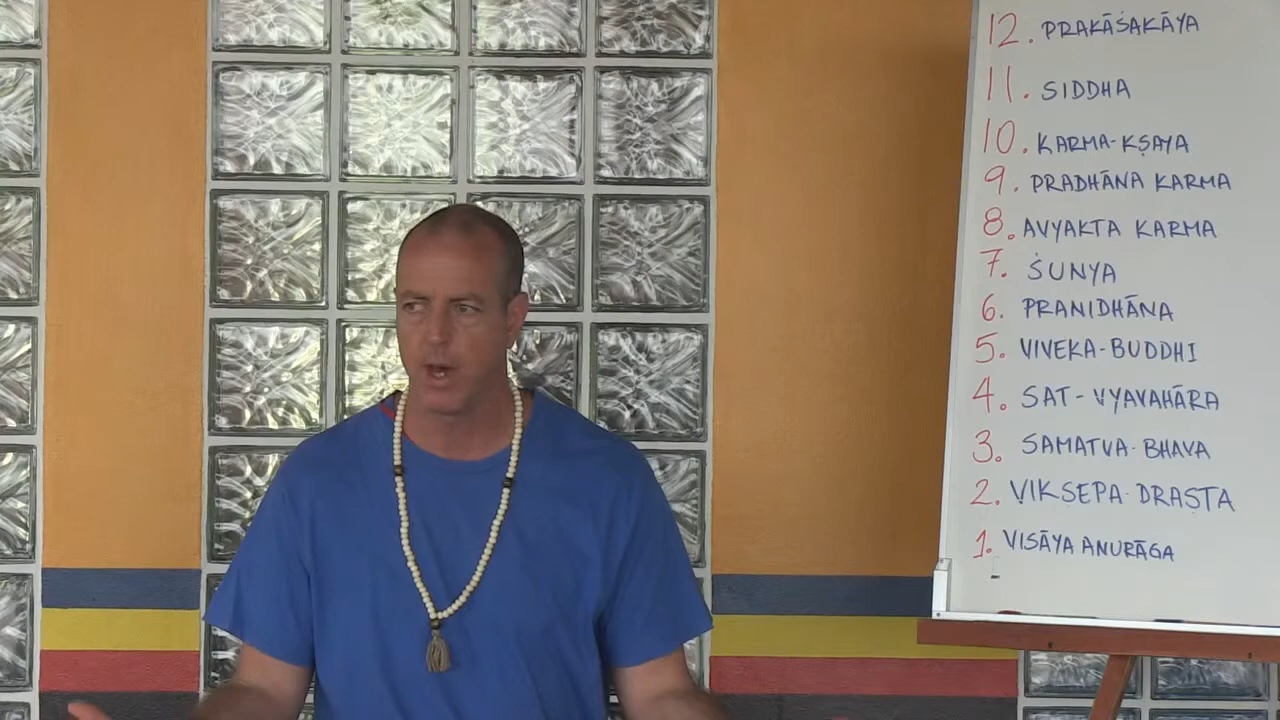 12. PRAKĀŚAKĀYA
11. SIDDHA
10. KARMA-KṢAYA
9. PRADHĀNA KARMA
8. AVYAKTA KARMA
7. ŚUNYA
6. PRANIDHĀNA
5. VIVEKA-BUDDHI
4. SAT-VYAVAHĀRA
3. SAMATVA-BHAVA
2. VIKṢEPA-DRAṢTA
1. VISĀYA ANURĀGA